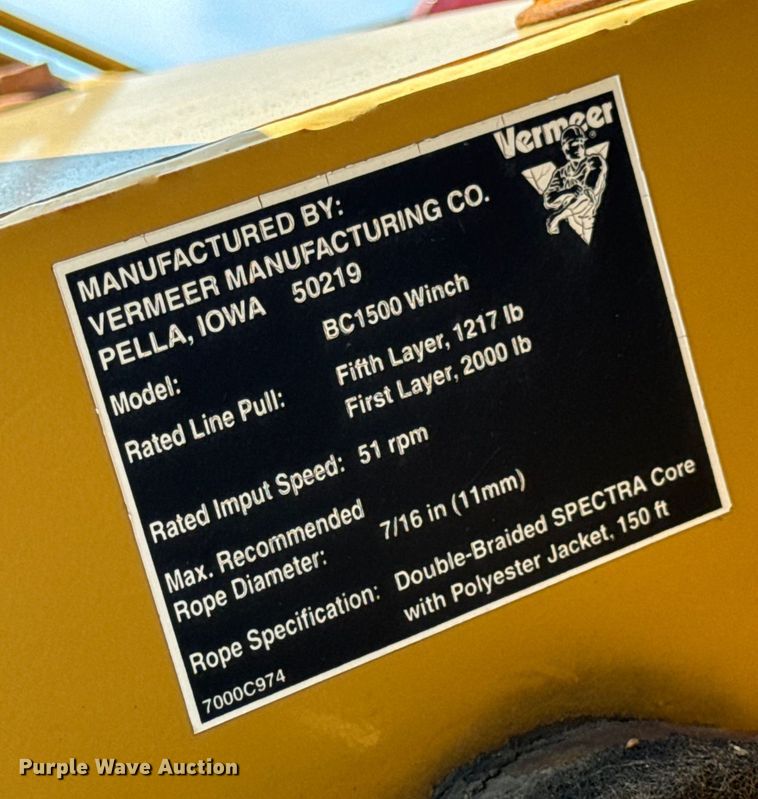 Vermeer
MANUFACTURED BY:
VERMEER MANUFACTURING CO.
PELLA, IOWA 50219
Model: BC1500 Winch
Rated Line Pull: Fifth Layer, 1217 lb
First Layer, 2000 lb
Rated Imput Speed: 51 rpm
Max. Recommended
Rope Diameter: 7/16 in (11mm)
Rope Specification: Double-Braided SPECTRA Core
with Polyester Jacket, 150 ft
7000C974
Purple Wave Auction